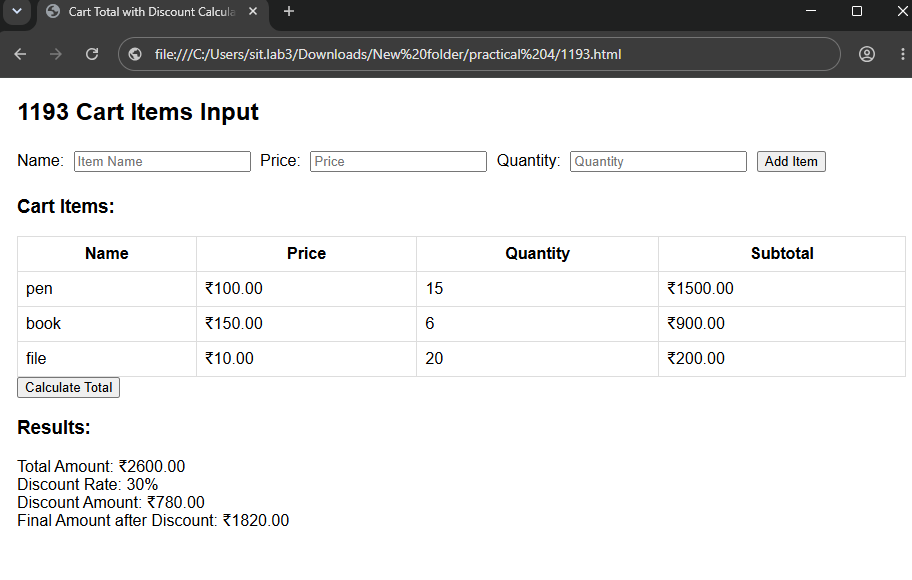 Cart Total with Discount Calcula
file:///C:/Users/sit.lab3/Downloads/New%20folder/practical%204/1193.html
1193 Cart Items Input
Name: Item Name Price: Price Quantity: Quantity Add Item
Cart Items:
Name Price Quantity Subtotal
pen ₹100.00 15 ₹1500.00
book ₹150.00 6 ₹900.00
file ₹10.00 20 ₹200.00
Calculate Total
Results:
Total Amount: ₹2600.00
Discount Rate: 30%
Discount Amount: ₹780.00
Final Amount after Discount: ₹1820.00